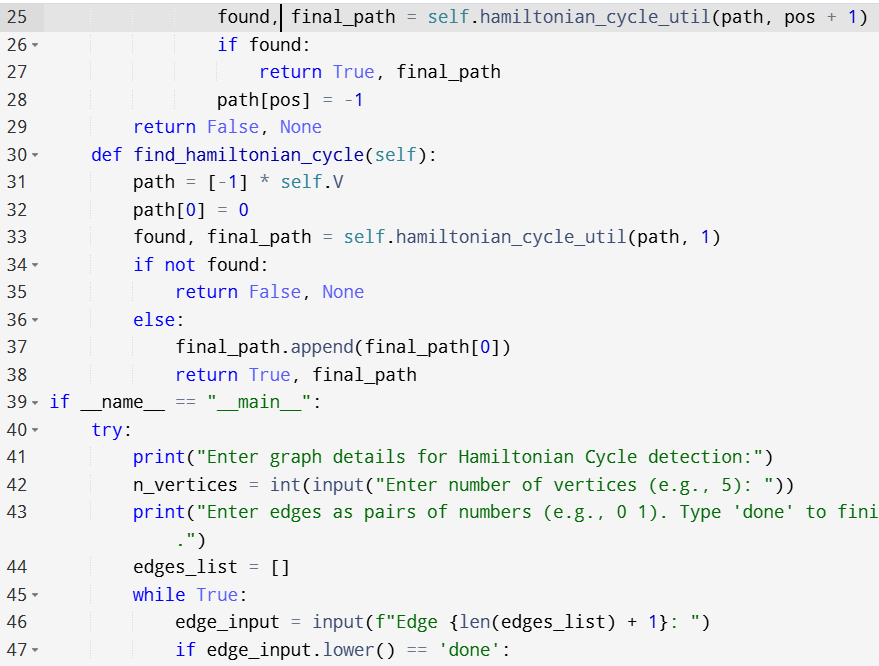 25 found, final_path = self.hamiltonian_cycle_util(path, pos + 1)
26 if found:
27 return True, final_path
28 path[pos] = -1
29 return False, None
30 def find_hamiltonian_cycle(self):
31 path = [-1] * self.V
32 path[0] = 0
33 found, final_path = self.hamiltonian_cycle_util(path, 1)
34 if not found:
35 return False, None
36 else:
37 final_path.append(final_path[0])
38 return True, final_path
39 if __name__ == "__main__":
40 try:
41 print("Enter graph details for Hamiltonian Cycle detection:")
42 n_vertices = int(input("Enter number of vertices (e.g., 5): "))
43 print("Enter edges as pairs of numbers (e.g., 0 1). Type 'done' to fini
.")
44 edges_list = []
45 while True:
46 edge_input = input(f"Edge {len(edges_list) + 1}: ")
47 if edge_input.lower() == 'done':